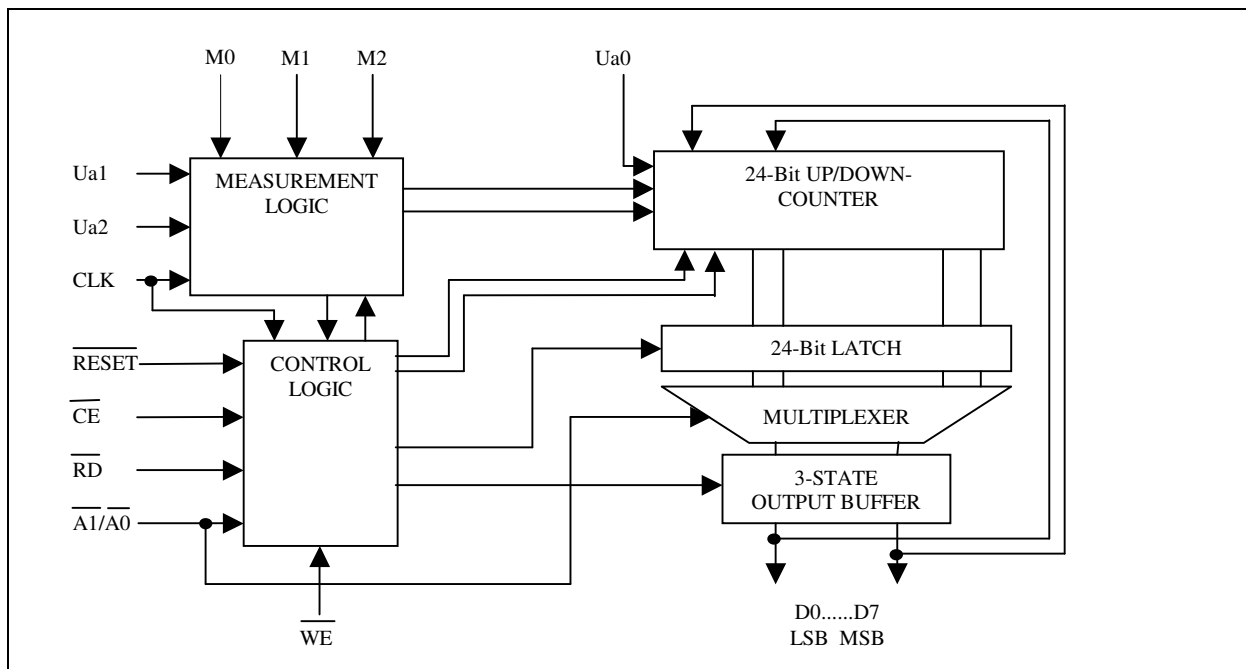 M0 M1 M2 Ua0
Ua1
Ua2
CLK
MEASUREMENT
LOGIC
24-Bit UP/DOWN-
COUNTER
RESET
CE
RD
A1/A0
CONTROL
LOGIC
24-Bit LATCH
MULTIPLEXER
3-STATE
OUTPUT BUFFER
WE
D0......D7
LSB MSB